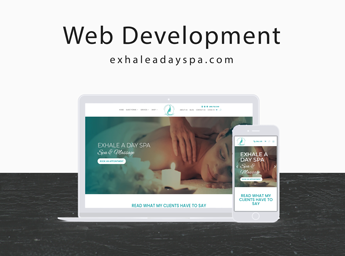 Web Development
exhaleadayspa.com
EXHALE A DAY SPA
Spa & Massage
READ WHAT MY CLIENTS HAVE TO SAY
EXHALE A
DAY SPA
Spa & Massage
READ WHAT MY
CLIENTS HAVE TO
SAY